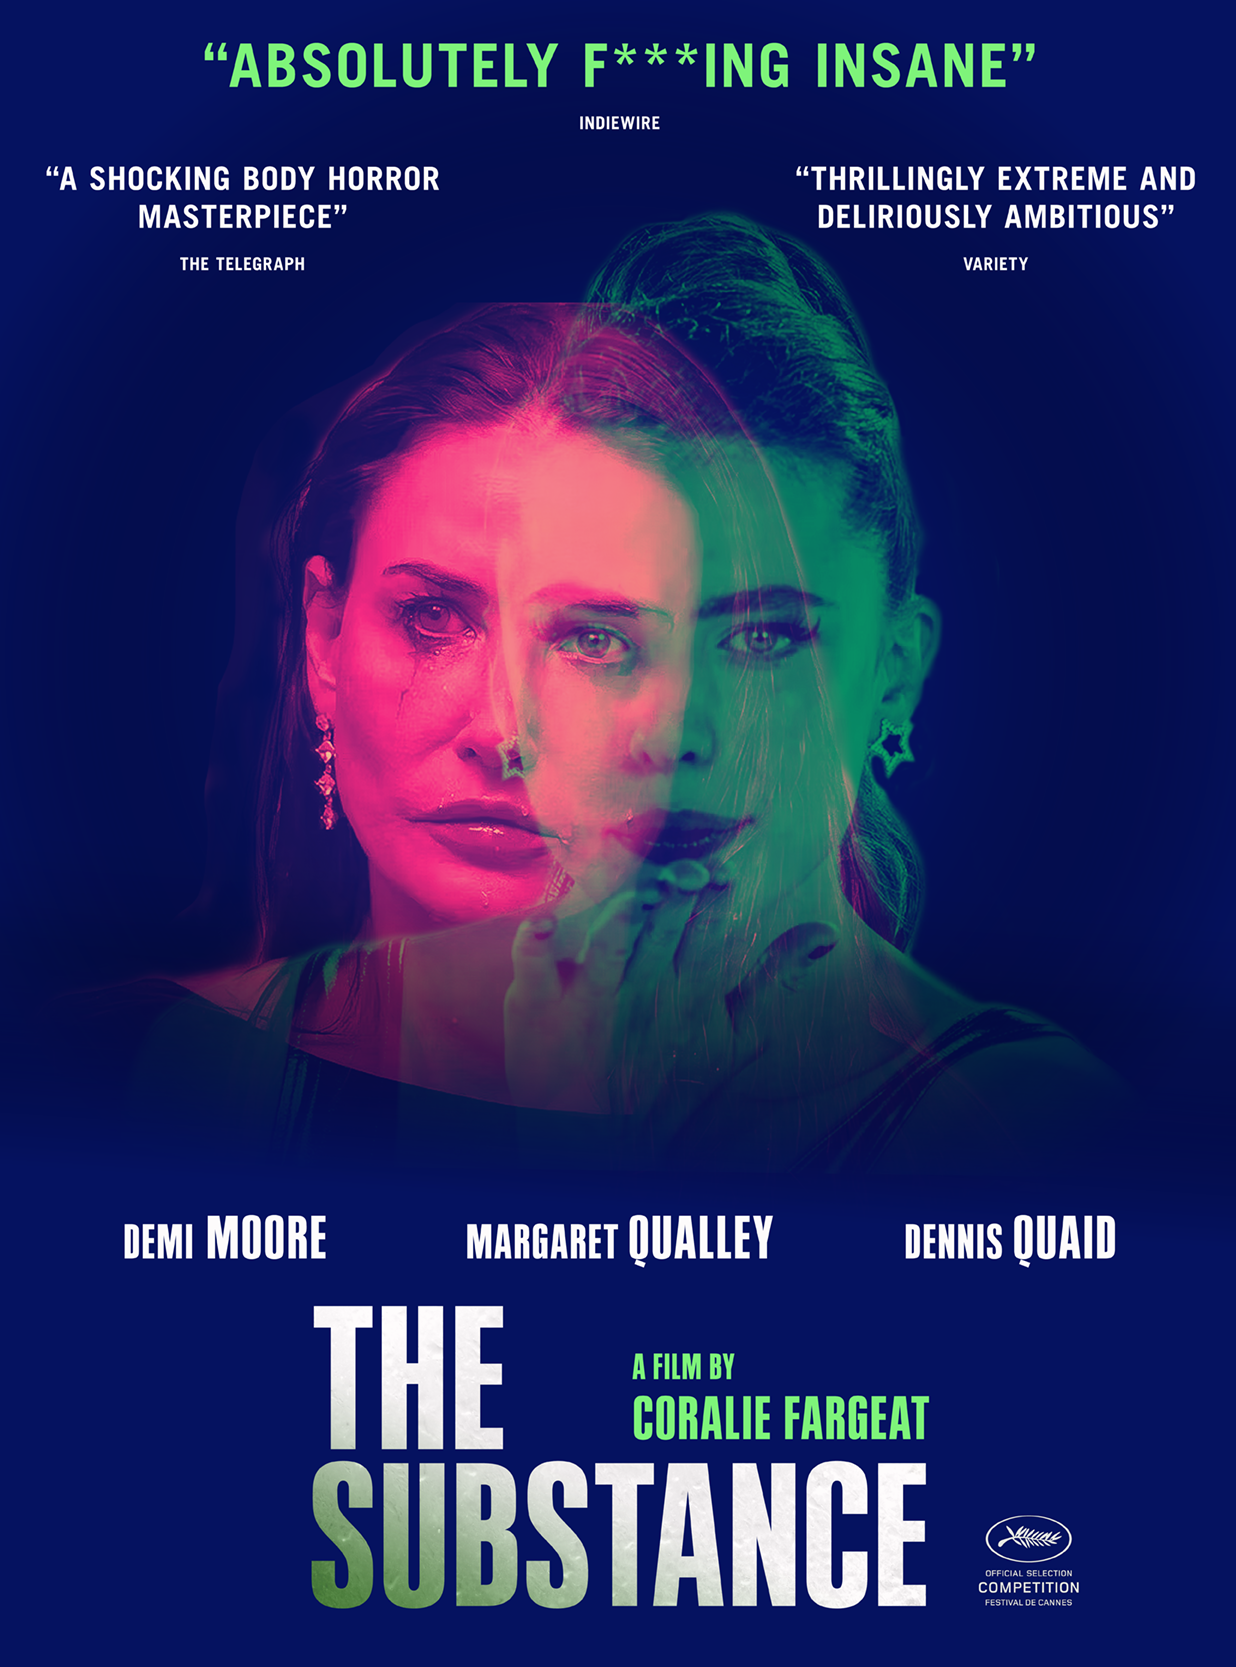 “ABSOLUTELY F***ING INSANE”
INDIEWIRE
“A SHOCKING BODY HORROR
MASTERPIECE”
THE TELEGRAPH
“THRILLINGLY EXTREME AND
DELIRIOUSLY AMBITIOUS”
VARIETY
DEMI MOORE
MARGARET QUALLEY
DENNIS QUAID
THE
A FILM BY
CORALIE FARGEAT
SUBSTANCE
OFFICIAL SELECTION
COMPETITION
FESTIVAL DE CANNES